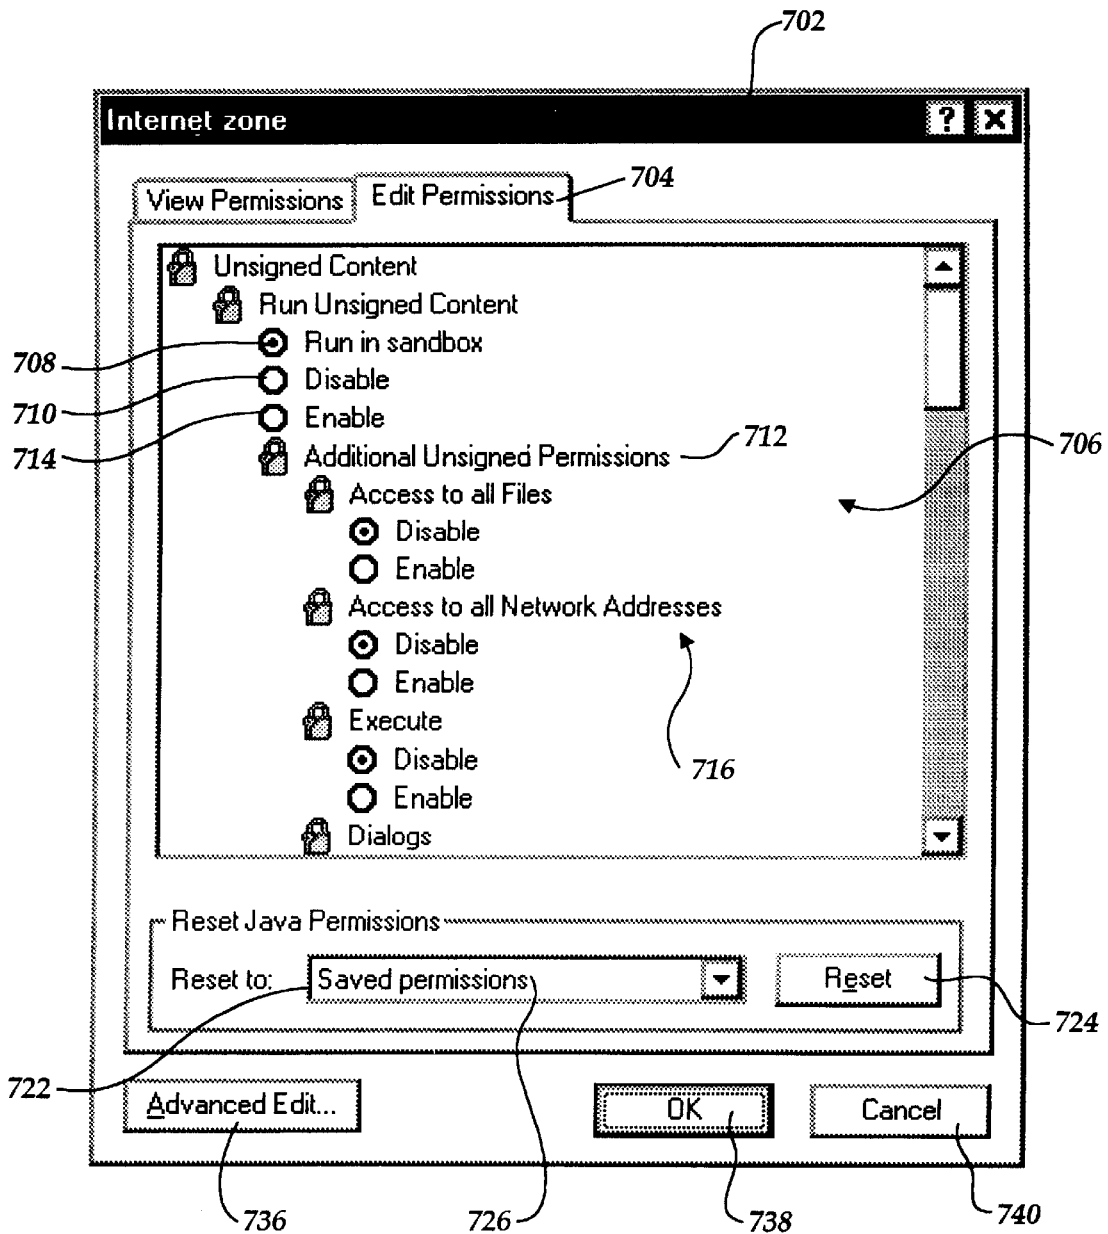 702
Internet zone
? X
View Permissions Edit Permissions 704
Unsigned Content
Run Unsigned Content
708 Run in sandbox
710 Disable
714 Enable
Additional Unsigned Permissions 712
706
Access to all Files
Disable
Enable
Access to all Network Addresses
Disable
Enable
Execute
716
Disable
Enable
Dialogs
Reset Java Permissions
Reset to: Saved permissions Reset
724
722
Advanced Edit... OK Cancel
736 726 738 740